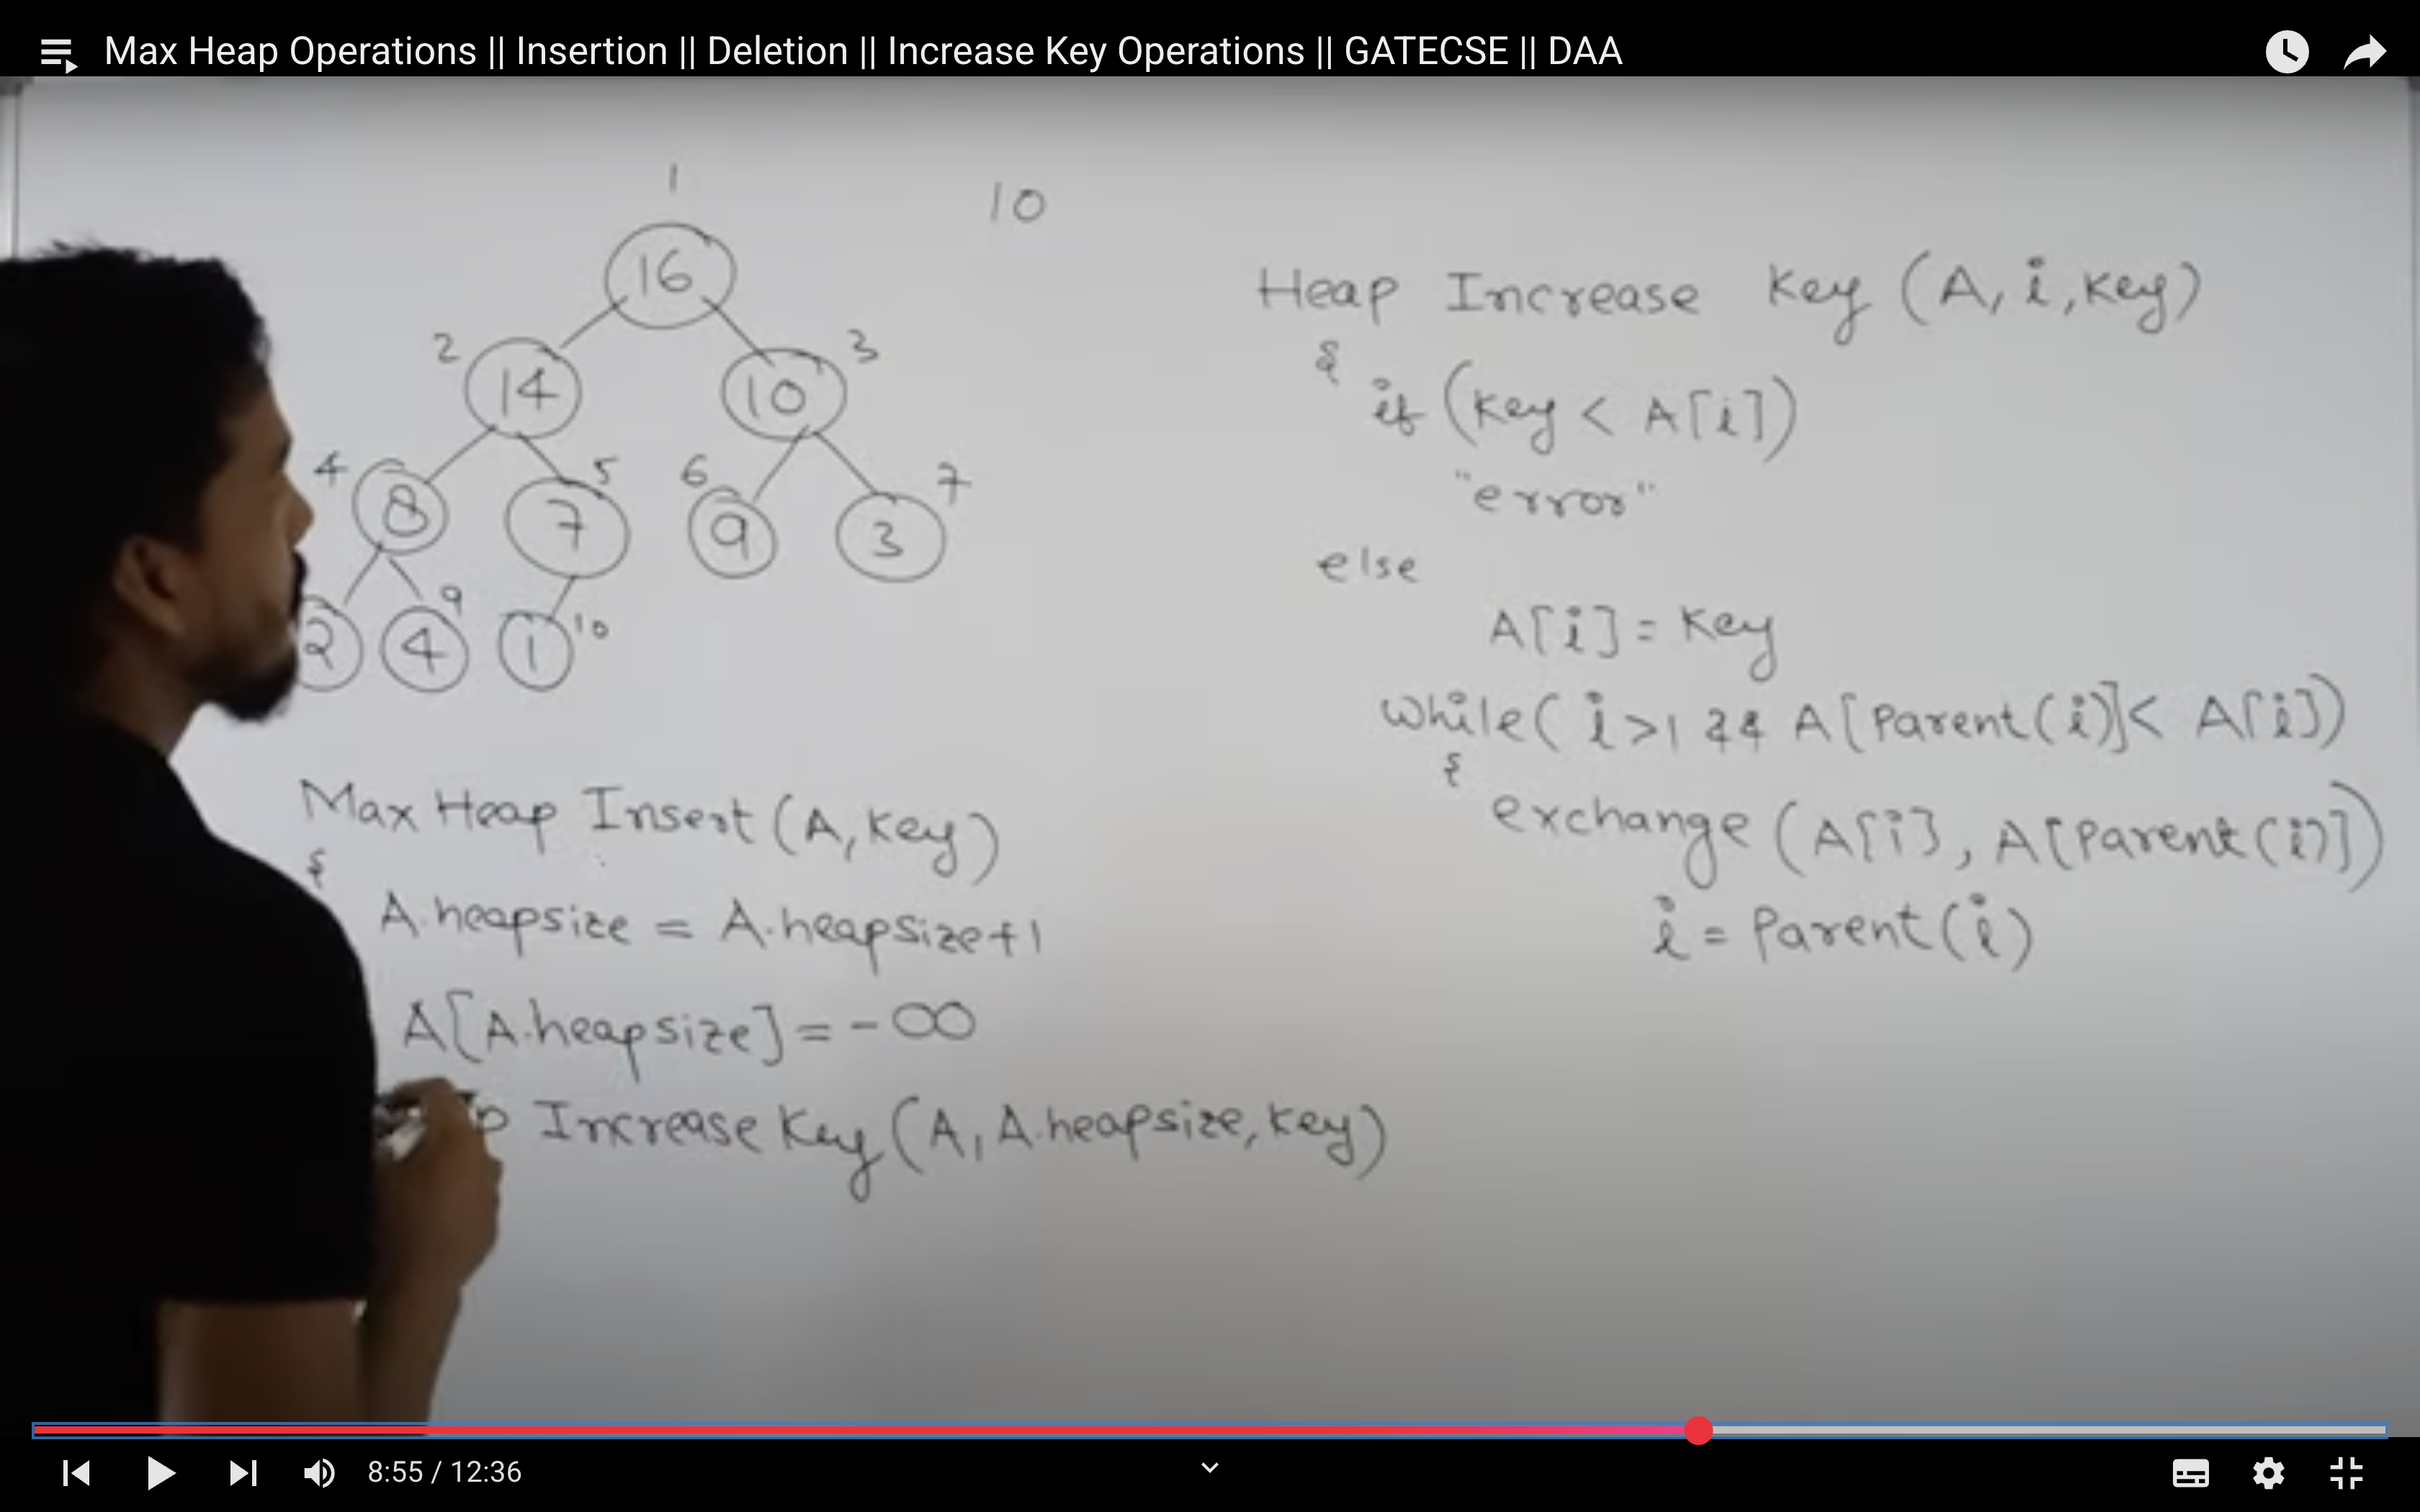 Max Heap Operations || Insertion || Deletion || Increase Key Operations || GATECSE || DAA
1
10
16
2
3
14
10
4
5
6
7
8
7
9
3
9
10
2
4
1
Heap Increase Key (A, i, Key)
{
if (Key < A[i])
"error"
else
A[i] = Key
While( i>1 && A[Parent(i)] < A[i])
{
exchange (A[i], A[Parent(i)])
i = Parent(i)
Max Heap Insert (A, Key)
{
A.heapsize = A.heapsize+1
A[A.heapsize] = -∞
Increase Key (A, A.heapsize, Key)
8:55 / 12:36